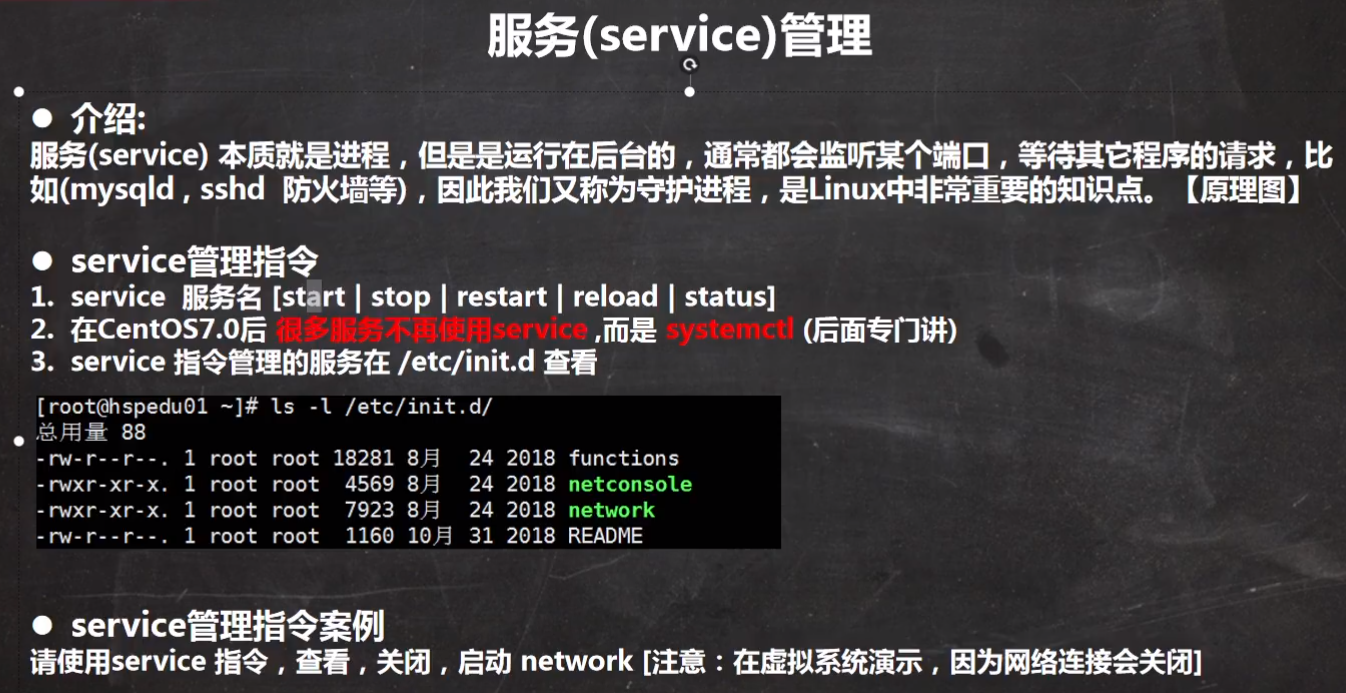 服务(service)管理
● 介绍:
服务(service) 本质就是进程，但是是运行在后台的，通常都会监听某个端口，等待其它程序的请求，比
如(mysqld , sshd 防火墙等)，因此我们又称为守护进程，是Linux中非常重要的知识点。【原理图】
● service管理指令
1. service 服务名 [start | stop | restart | reload | status]
2. 在CentOS7.0后 很多服务不再使用service ,而是 systemctl (后面专门讲)
3. service 指令管理的服务在 /etc/init.d 查看
[root@hspedu01 ~]# ls -l /etc/init.d/
总用量 88
-rw-r--r--. 1 root root 18281 8月 24 2018 functions
-rwxr-xr-x. 1 root root 4569 8月 24 2018 netconsole
-rwxr-xr-x. 1 root root 7923 8月 24 2018 network
-rw-r--r--. 1 root root 1160 10月 31 2018 README
● service管理指令案例
请使用service 指令，查看，关闭，启动 network [注意：在虚拟系统演示，因为网络连接会关闭]